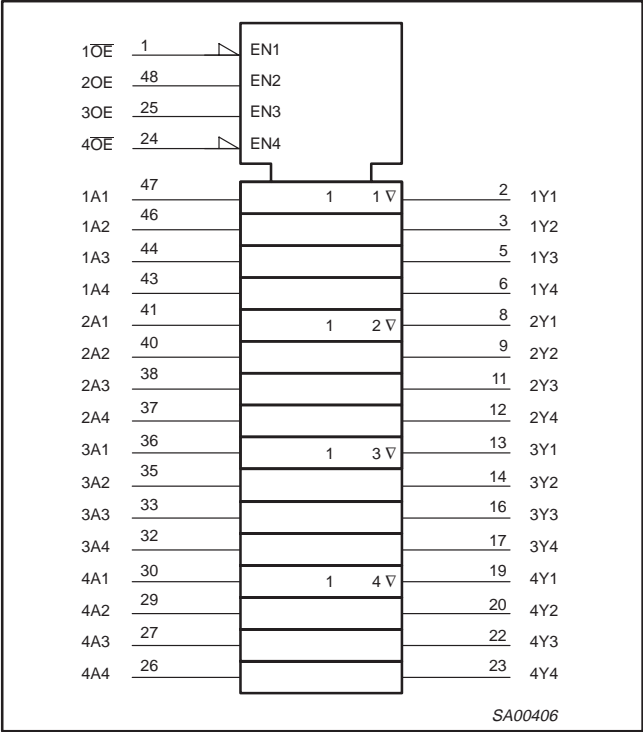 1O̅E̅ 1 EN1
2OE 48 EN2
3OE 25 EN3
4O̅E̅ 24 EN4
1A1 47 1 1 ∇ 2 1Y1
1A2 46 3 1Y2
1A3 44 5 1Y3
1A4 43 6 1Y4
2A1 41 1 2 ∇ 8 2Y1
2A2 40 9 2Y2
2A3 38 11 2Y3
2A4 37 12 2Y4
3A1 36 1 3 ∇ 13 3Y1
3A2 35 14 3Y2
3A3 33 16 3Y3
3A4 32 17 3Y4
4A1 30 1 4 ∇ 19 4Y1
4A2 29 20 4Y2
4A3 27 22 4Y3
4A4 26 23 4Y4
SA00406